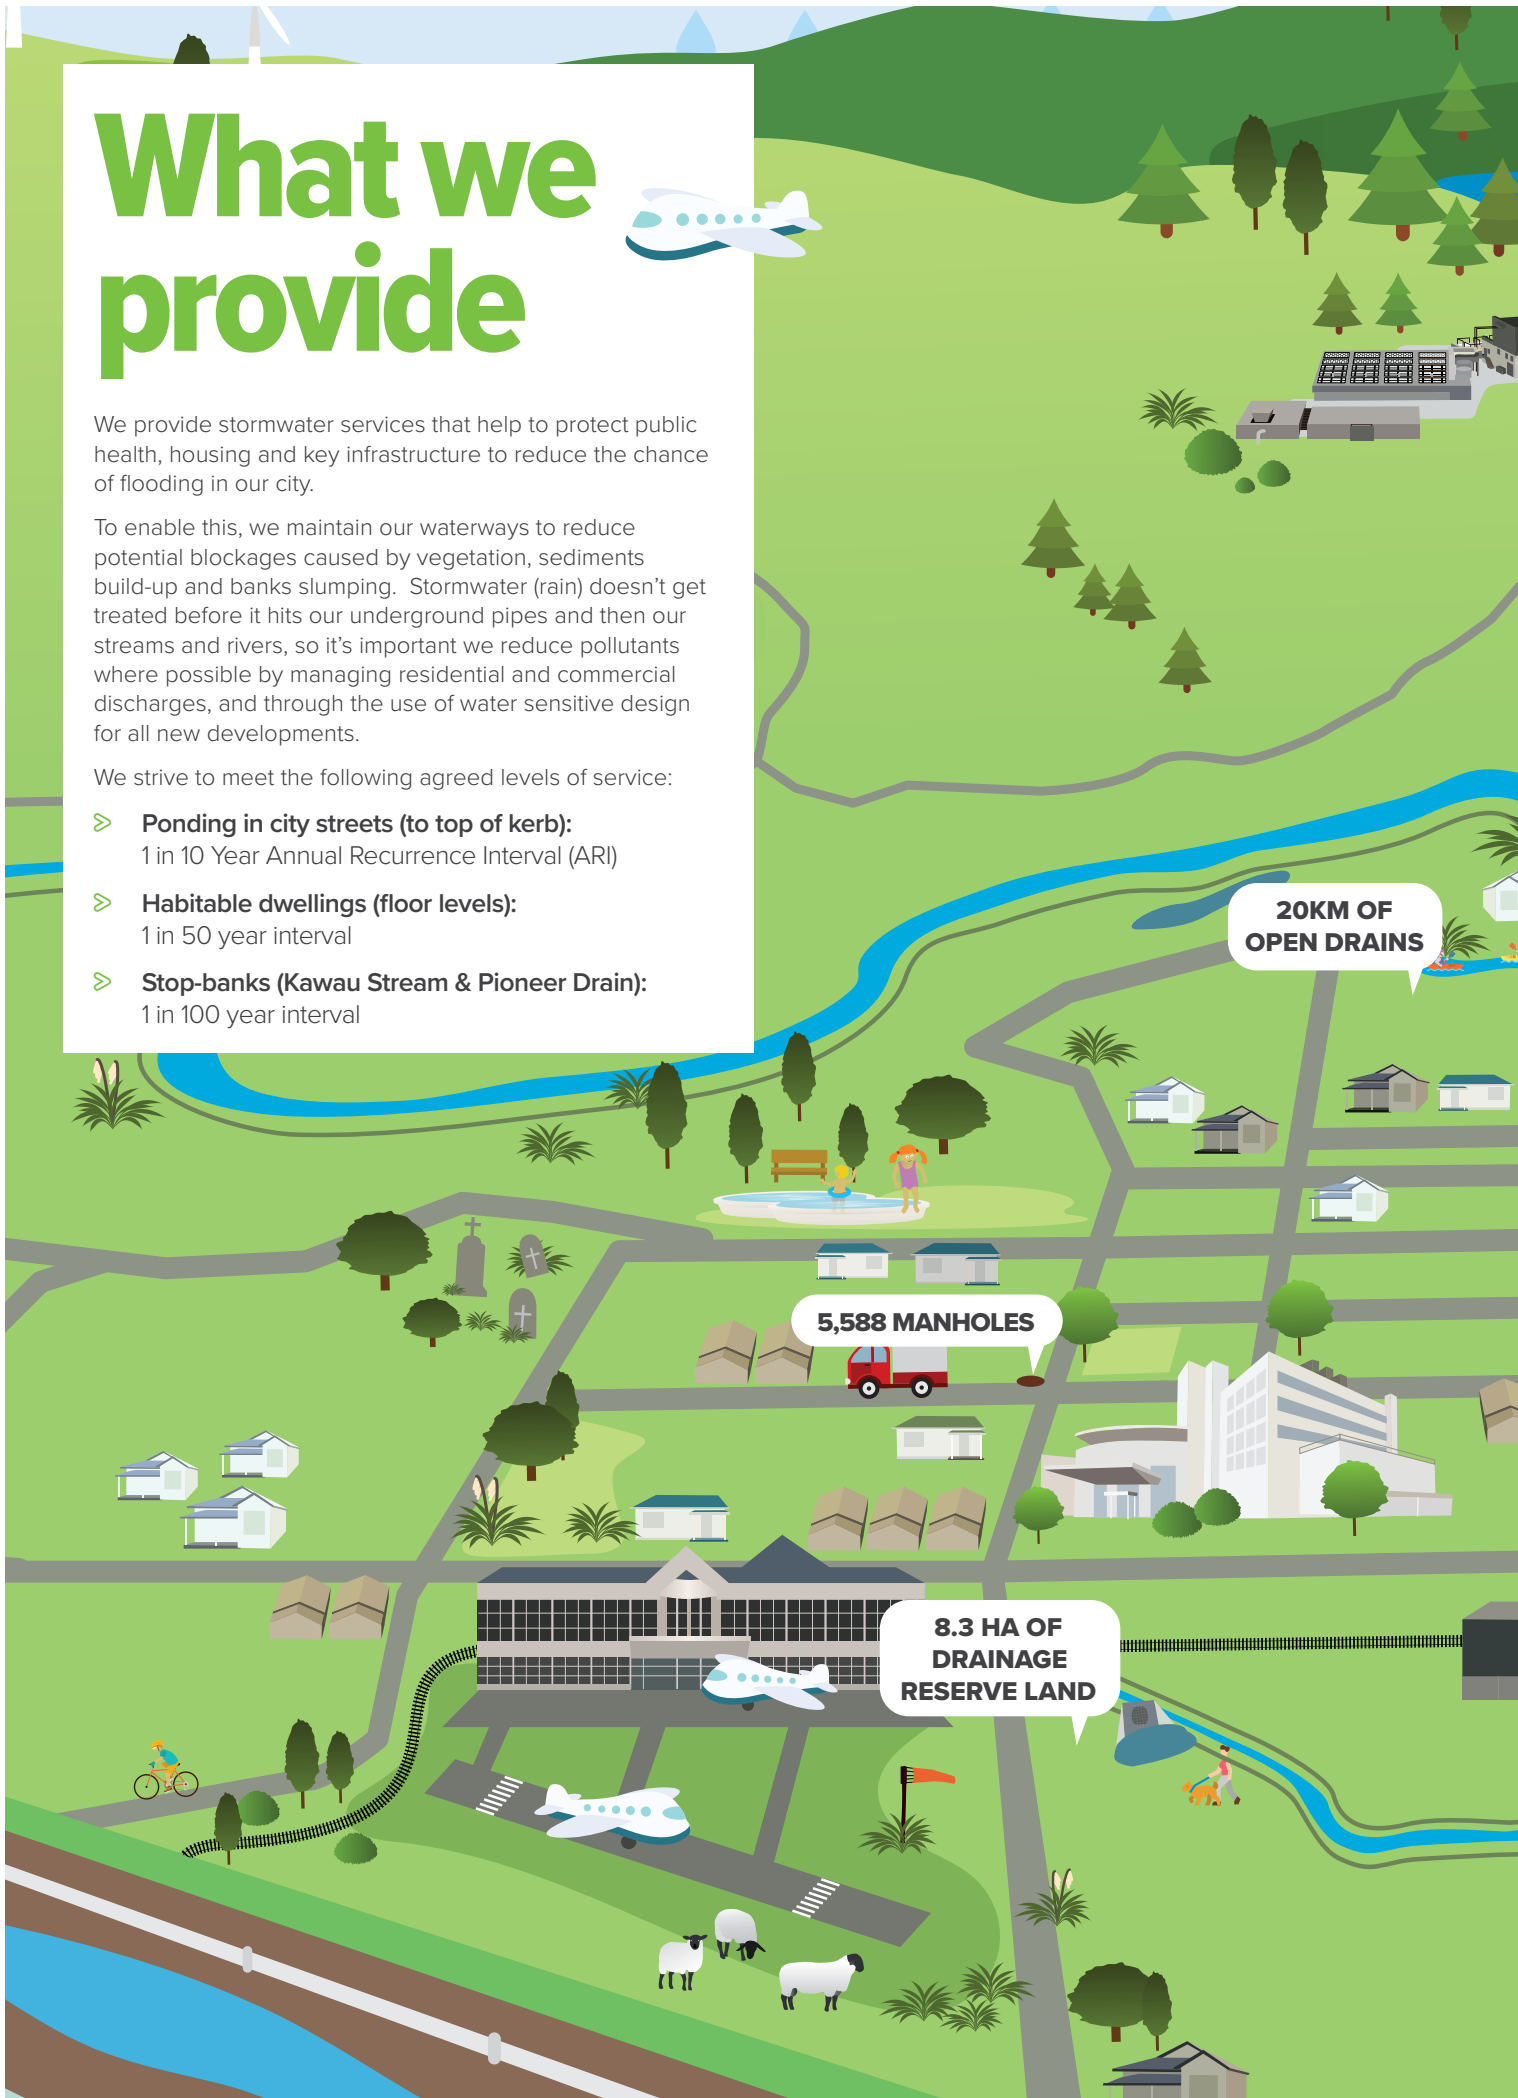 What we
provide
We provide stormwater services that help to protect public
health, housing and key infrastructure to reduce the chance
of flooding in our city.
To enable this, we maintain our waterways to reduce
potential blockages caused by vegetation, sediments
build-up and banks slumping.  Stormwater (rain) doesn’t get
treated before it hits our underground pipes and then our
streams and rivers, so it’s important we reduce pollutants
where possible by managing residential and commercial
discharges, and through the use of water sensitive design
for all new developments.
We strive to meet the following agreed levels of service:
Ponding in city streets (to top of kerb):
1 in 10 Year Annual Recurrence Interval (ARI)
Habitable dwellings (floor levels):
1 in 50 year interval
Stop-banks (Kawau Stream & Pioneer Drain):
1 in 100 year interval
20KM OF
OPEN DRAINS
5,588 MANHOLES
8.3 HA OF
DRAINAGE
RESERVE LAND